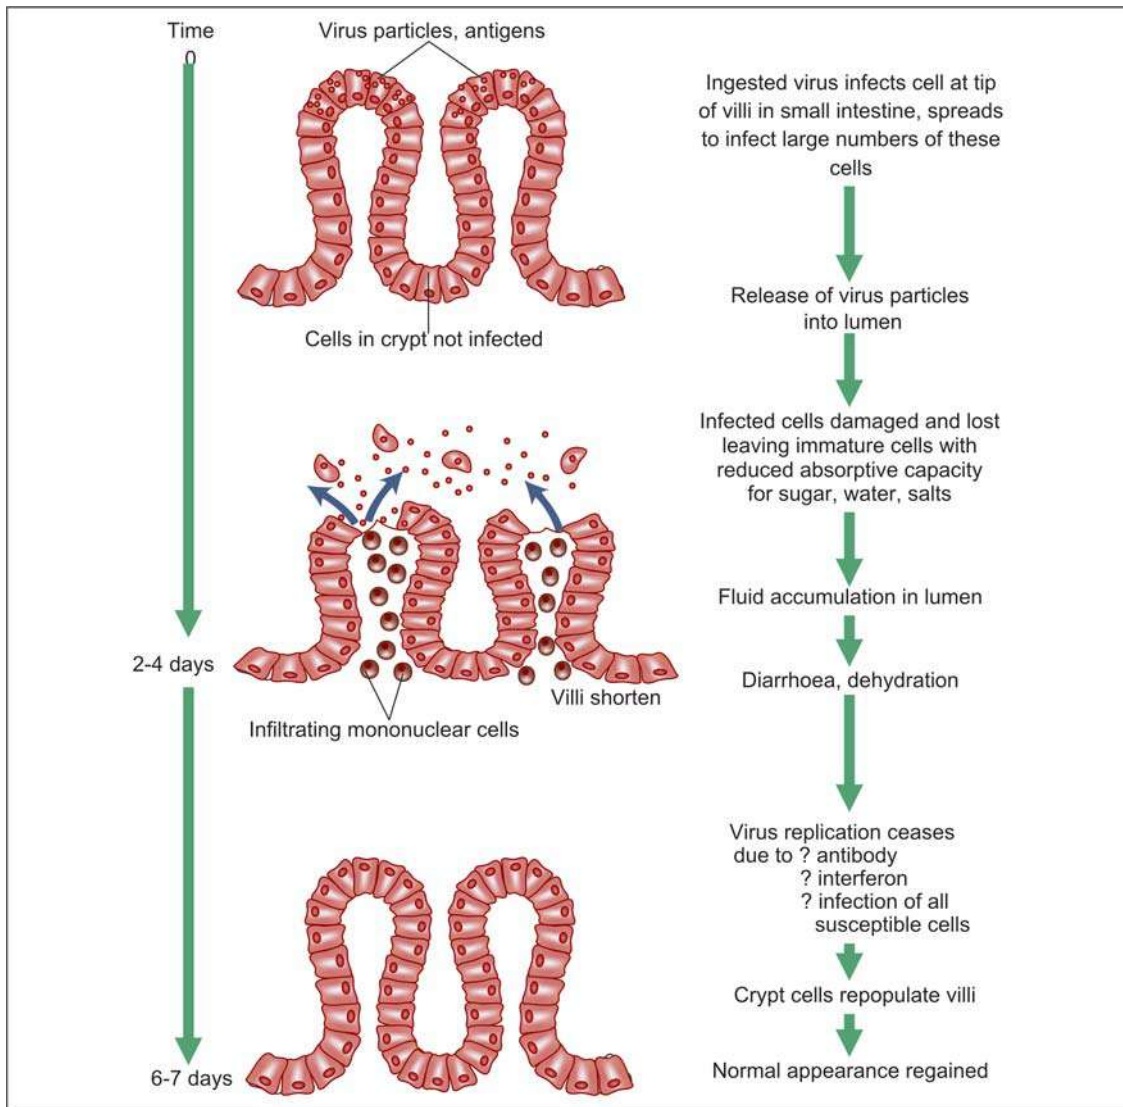 Time
0
Virus particles, antigens
Ingested virus infects cell at tip
of villi in small intestine, spreads
to infect large numbers of these
cells
Release of virus particles
into lumen
Cells in crypt not infected
Infected cells damaged and lost
leaving immature cells with
reduced absorptive capacity
for sugar, water, salts
Fluid accumulation in lumen
2-4 days
Diarrhoea, dehydration
Villi shorten
Infiltrating mononuclear cells
Virus replication ceases
due to ? antibody
? interferon
? infection of all
susceptible cells
Crypt cells repopulate villi
Normal appearance regained
6-7 days